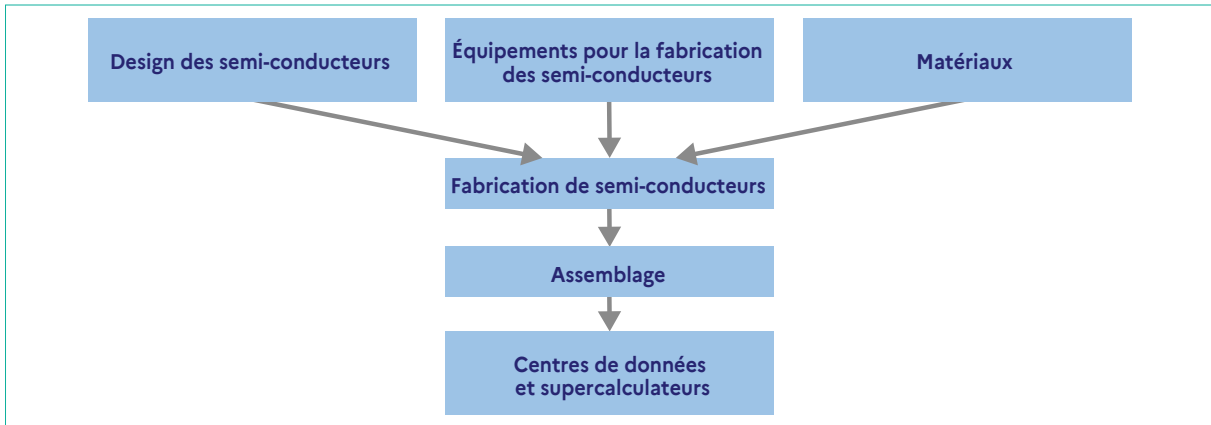 Design des semi-conducteurs
Équipements pour la fabrication
des semi-conducteurs
Matériaux
Fabrication de semi-conducteurs
Assemblage
Centres de données
et supercalculateurs